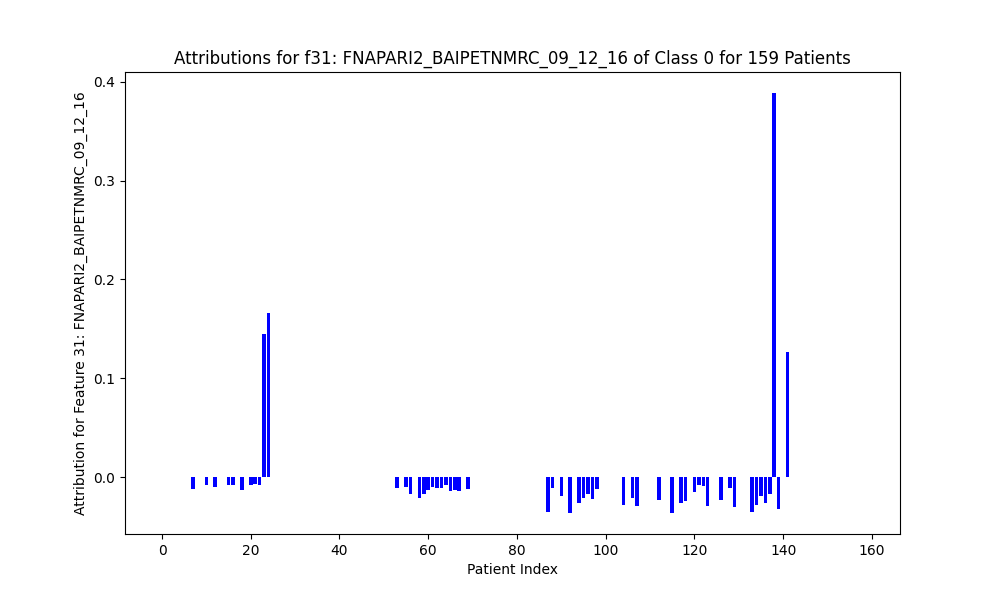 Attributions for f31: FNAPARI2_BAIPETNMRC_09_12_16 of Class 0 for 159 Patients
Attribution for Feature 31: FNAPARI2_BAIPETNMRC_09_12_16
0.4
0.3
0.2
0.1
0.0
0 20 40 60 80 100 120 140 160
Patient Index